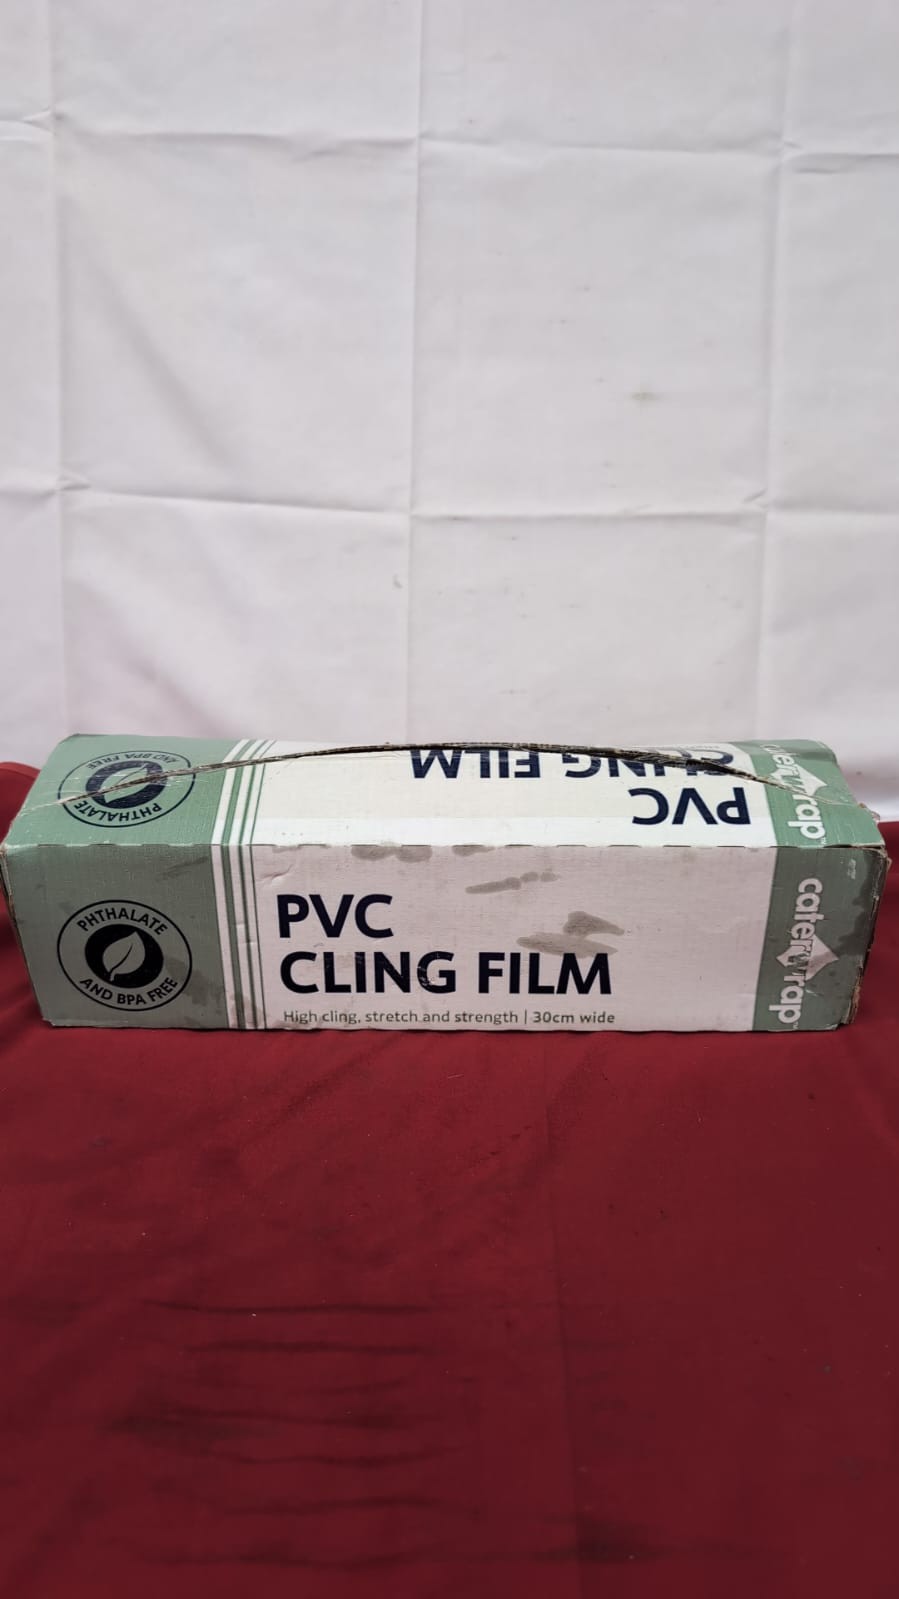 PHTHALATE
AND BPA FREE
PVC
CLING FILM
caterwrap
PHTHALATE
AND BPA FREE
PVC
CLING FILM
High cling, stretch and strength | 30cm wide
caterwrap